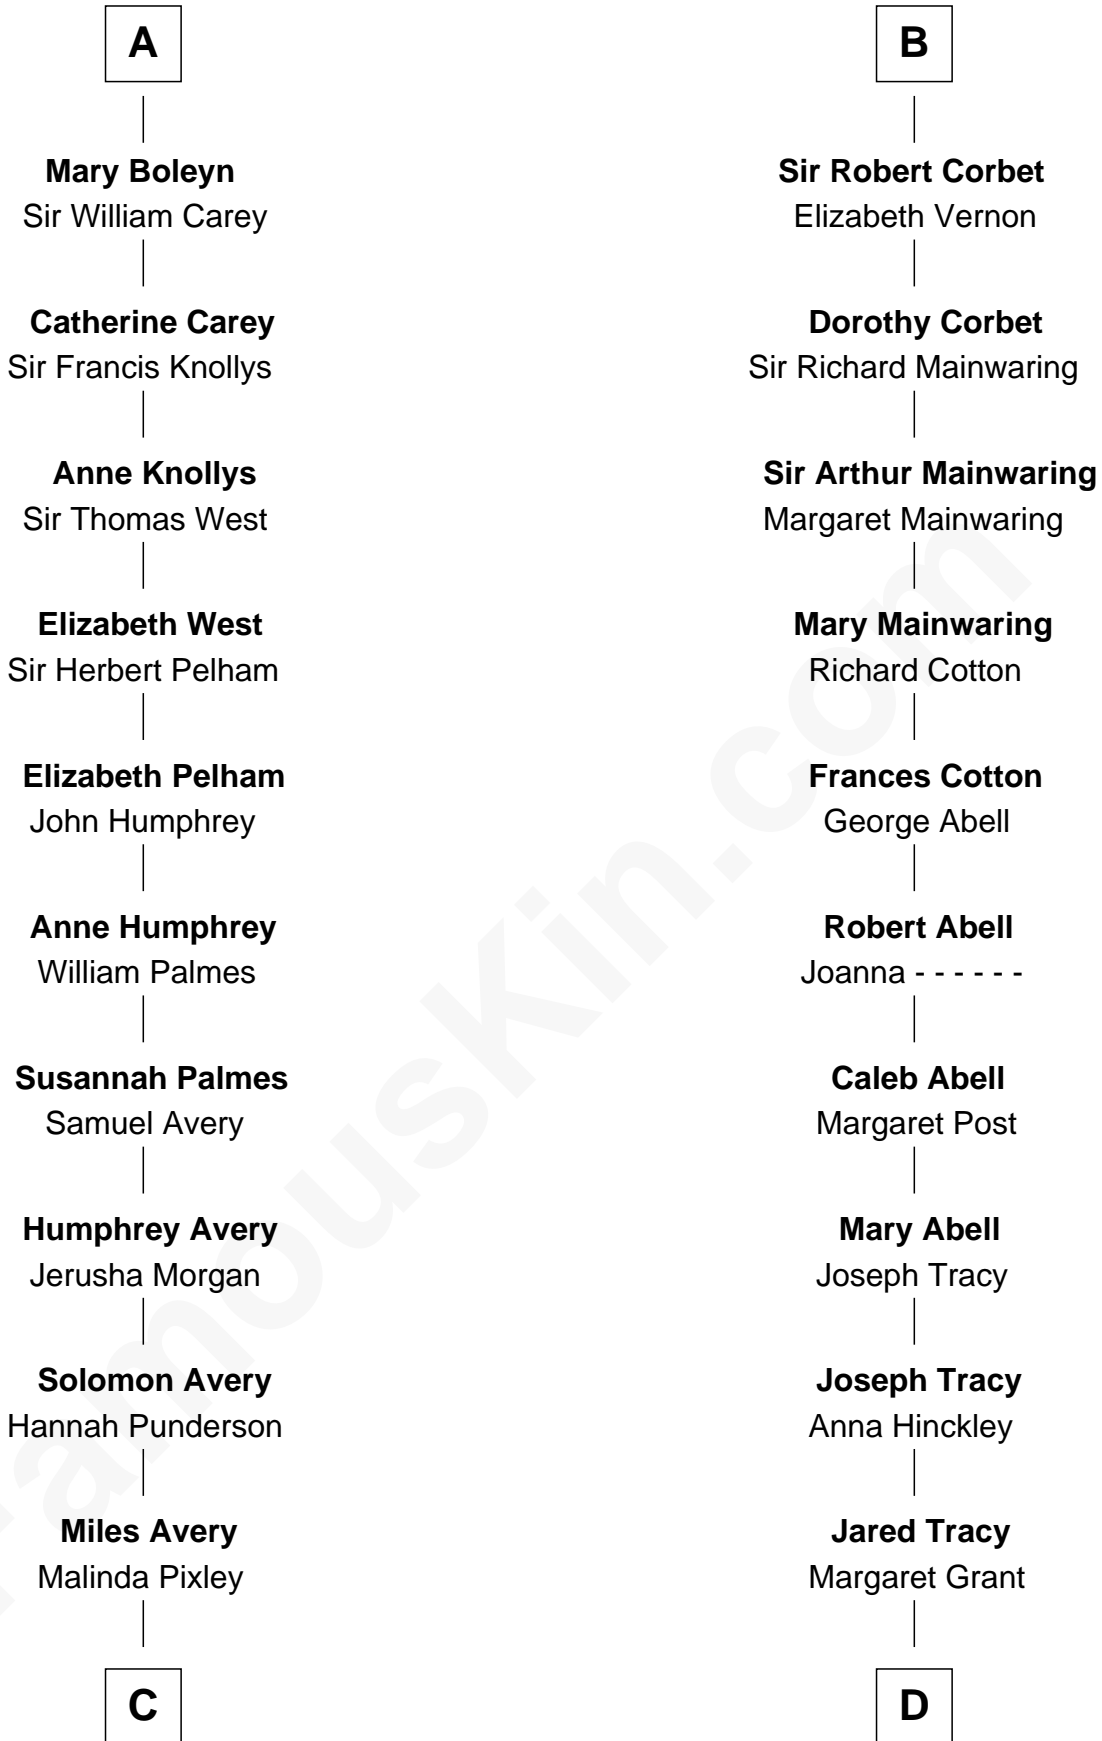 A
Mary Boleyn
Sir William Carey
Catherine Carey
Sir Francis Knollys
Anne Knollys
Sir Thomas West
Elizabeth West
Sir Herbert Pelham
Elizabeth Pelham
John Humphrey
Anne Humphrey
William Palmes
Susannah Palmes
Samuel Avery
Humphrey Avery
Jerusha Morgan
Solomon Avery
Hannah Punderson
Miles Avery
Malinda Pixley
C
B
Sir Robert Corbet
Elizabeth Vernon
Dorothy Corbet
Sir Richard Mainwaring
Sir Arthur Mainwaring
Margaret Mainwaring
Mary Mainwaring
Richard Cotton
Frances Cotton
George Abell
Robert Abell
Joanna - - - - - -
Caleb Abell
Margaret Post
Mary Abell
Joseph Tracy
Joseph Tracy
Anna Hinckley
Jared Tracy
Margaret Grant
D
FamousKin.com